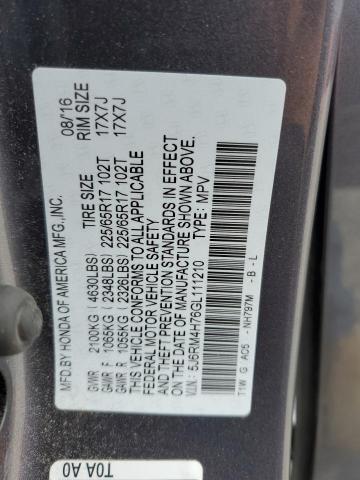 MFD.BY HONDA OF AMERICA MFG.,INC. 08/16
TIRE SIZE RIM SIZE
GVWR 2100KG (4630LBS)
GAWR F 1065KG (2348LBS) 225/65R17 102T 17X7J
GAWR R 1055KG (2326LBS) 225/65R17 102T 17X7J
THIS VEHICLE CONFORMS TO ALL APPLICABLE
FEDERAL MOTOR VEHICLE SAFETY
AND THEFT PREVENTION STANDARDS IN EFFECT
ON THE DATE OF MANUFACTURE SHOWN ABOVE.
V.I.N.: 5J6RM4H76GL111210 TYPE: MPV
T1W G AC5 NH797M -B-L
T0A A0